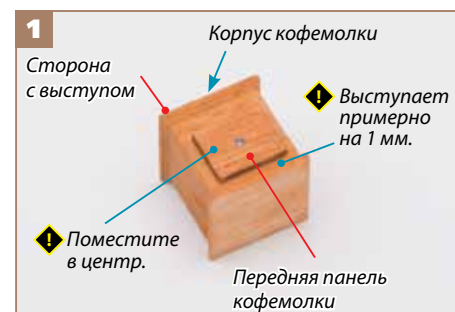 1
Корпус кофемолки
Сторона
с выступом
! Выступает
примерно
на 1 мм.
! Поместите
в центр.
Передняя панель
кофемолки